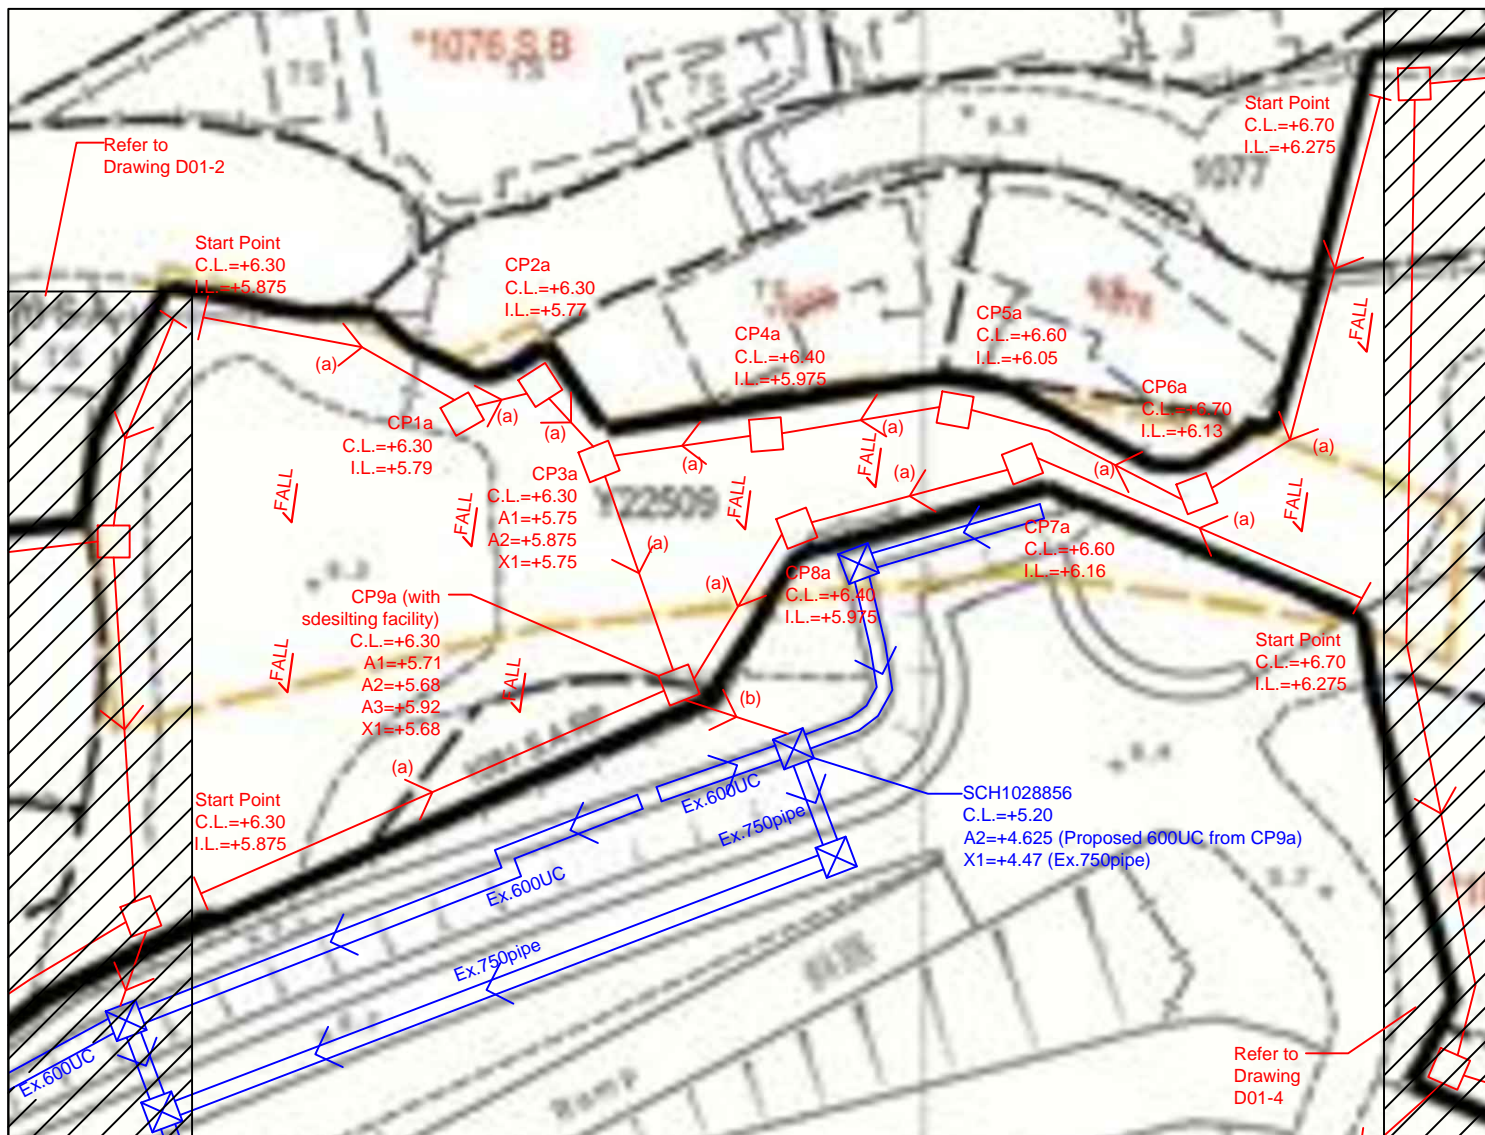 *1076 S.B
Refer to
Drawing D01-2
Start Point
C.L.=+6.70
I.L.=+6.275
1077
Start Point
C.L.=+6.30
I.L.=+5.875
CP2a
C.L.=+6.30
I.L.=+5.77
CP4a
C.L.=+6.40
I.L.=+5.975
CP5a
C.L.=+6.60
I.L.=+6.05
CP6a
C.L.=+6.70
I.L.=+6.13
FALL
(a)
(a)
(a)
(a)
(a)
(a)
(a)
CP1a
C.L.=+6.30
I.L.=+5.79
CP3a
C.L.=+6.30
A1=+5.75
A2=+5.875
X1=+5.75
Y22509
FALL
FALL
FALL
FALL
FALL
(a)
(a)
(a)
(a)
CP7a
C.L.=+6.60
I.L.=+6.16
CP8a
C.L.=+6.40
I.L.=+5.975
CP9a (with
sdesilting facility)
C.L.=+6.30
A1=+5.71
A2=+5.68
A3=+5.92
X1=+5.68
FALL
FALL
(b)
Start Point
C.L.=+6.70
I.L.=+6.275
(a)
Start Point
C.L.=+6.30
I.L.=+5.875
Ex.600UC
Ex.750pipe
SCH1028856
C.L.=+5.20
A2=+4.625 (Proposed 600UC from CP9a)
X1=+4.47 (Ex.750pipe)
Ex.600UC
Ex.750pipe
Ex.600UC
Ramp
Refer to
Drawing
D01-4